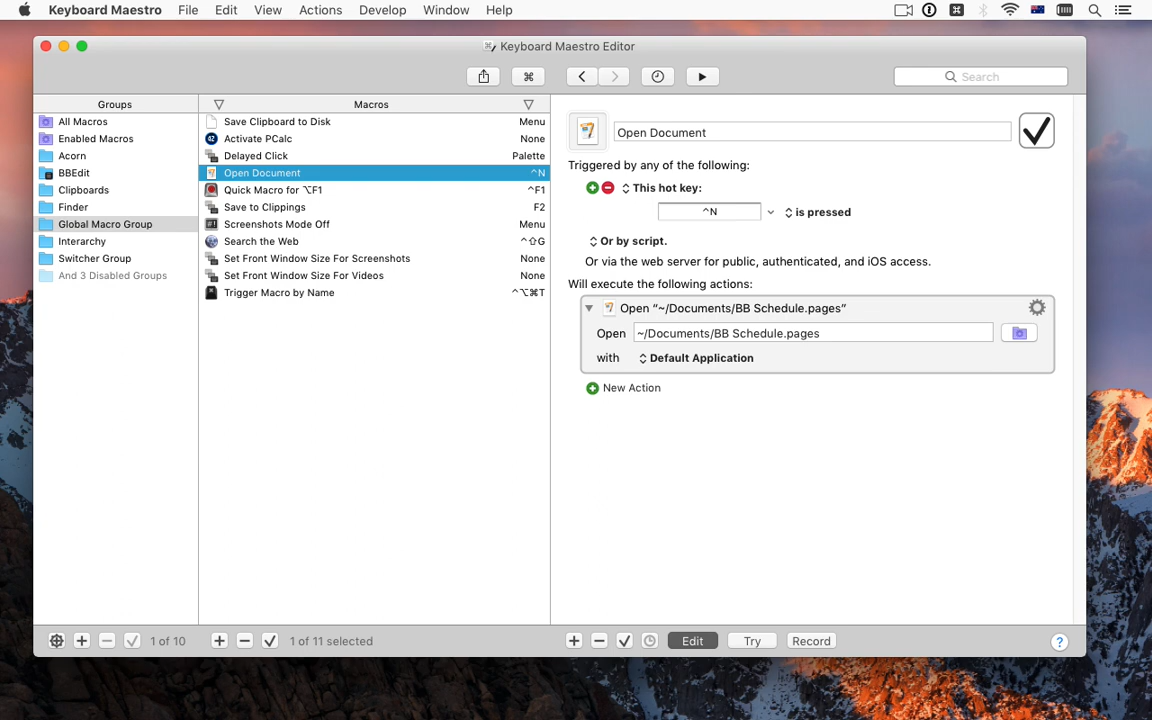 Keyboard Maestro File Edit View Actions Develop Window Help
Keyboard Maestro Editor
Search
Groups
All Macros
Enabled Macros
Acorn
BBEdit
Clipboards
Finder
Global Macro Group
Interarchy
Switcher Group
And 3 Disabled Groups
Macros
Save Clipboard to Disk Menu
Activate PCalc None
Delayed Click Palette
Open Document ^N
Quick Macro for ⌥F1 ^F1
Save to Clippings F2
Screenshots Mode Off Menu
Search the Web ^⇧G
Set Front Window Size For Screenshots None
Set Front Window Size For Videos None
Trigger Macro by Name ^⌥⌘T
Open Document
Triggered by any of the following:
This hot key:
^N is pressed
Or by script.
Or via the web server for public, authenticated, and iOS access.
Will execute the following actions:
Open “~/Documents/BB Schedule.pages”
Open ~/Documents/BB Schedule.pages
with Default Application
New Action
1 of 10
1 of 11 selected
Edit Try Record ?